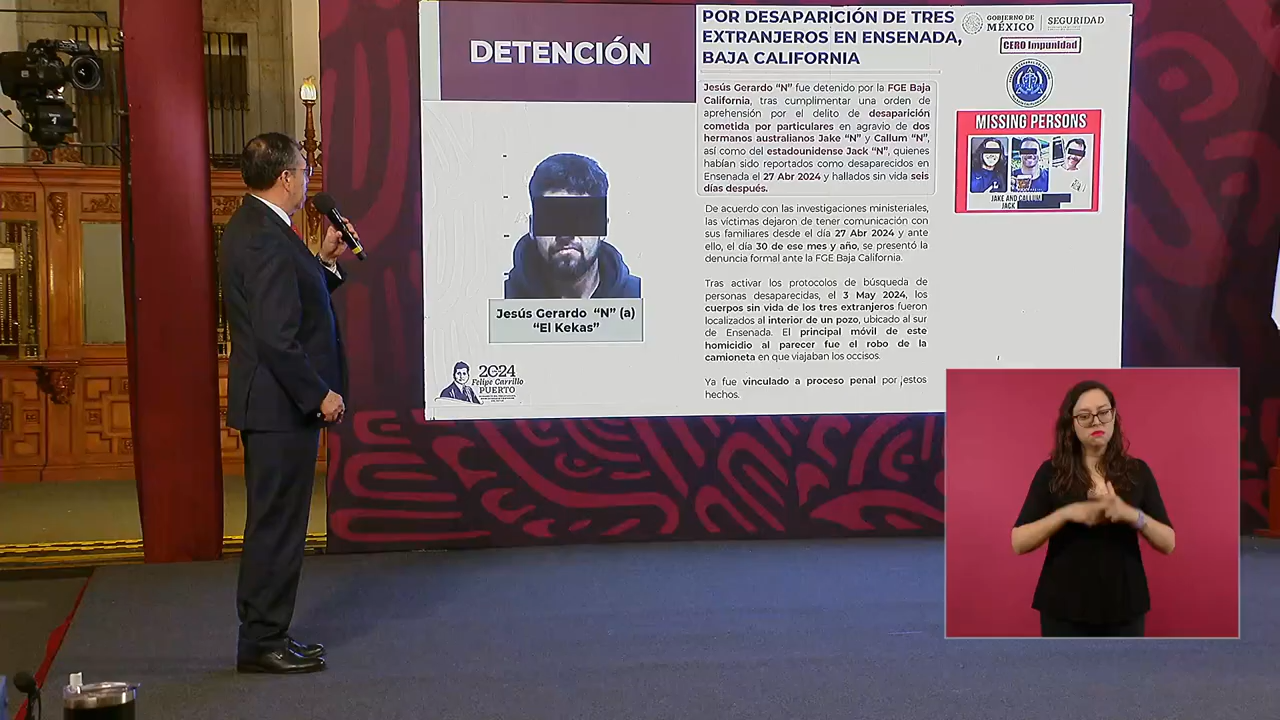 DETENCIÓN
POR DESAPARICIÓN DE TRES
EXTRANJEROS EN ENSENADA,
BAJA CALIFORNIA
GOBIERNO DE
MÉXICO
SEGURIDAD
CERO Impunidad
Jesús Gerardo “N” fue detenido por la FGE Baja
California, tras cumplimentar una orden de
aprehensión por el delito de desaparición
cometida por particulares en agravio de dos
hermanos australianos Jake “N” y Callum “N”,
así como del estadounidense Jack “N”, quienes
habían sido reportados como desaparecidos en
Ensenada el 27 Abr 2024 y hallados sin vida seis
días después.
MISSING PERSONS
JAKE AND CALLUM
JACK
De acuerdo con las investigaciones ministeriales,
las víctimas dejaron de tener comunicación con
sus familiares desde el día 27 Abr 2024 y ante
ello, el día 30 de ese mes y año, se presentó la
denuncia formal ante la FGE Baja California.
Tras activar los protocolos de búsqueda de
personas desaparecidas, el 3 May 2024, los
cuerpos sin vida de los tres extranjeros fueron
localizados al interior de un pozo, ubicado al sur
de Ensenada. El principal móvil de este
homicidio al parecer fue el robo de la
camioneta en que viajaban los occisos.
Ya fue vinculado a proceso penal por estos
hechos.
Jesús Gerardo “N” (a)
“El Kekas”
2024
Felipe Carrillo
PUERTO